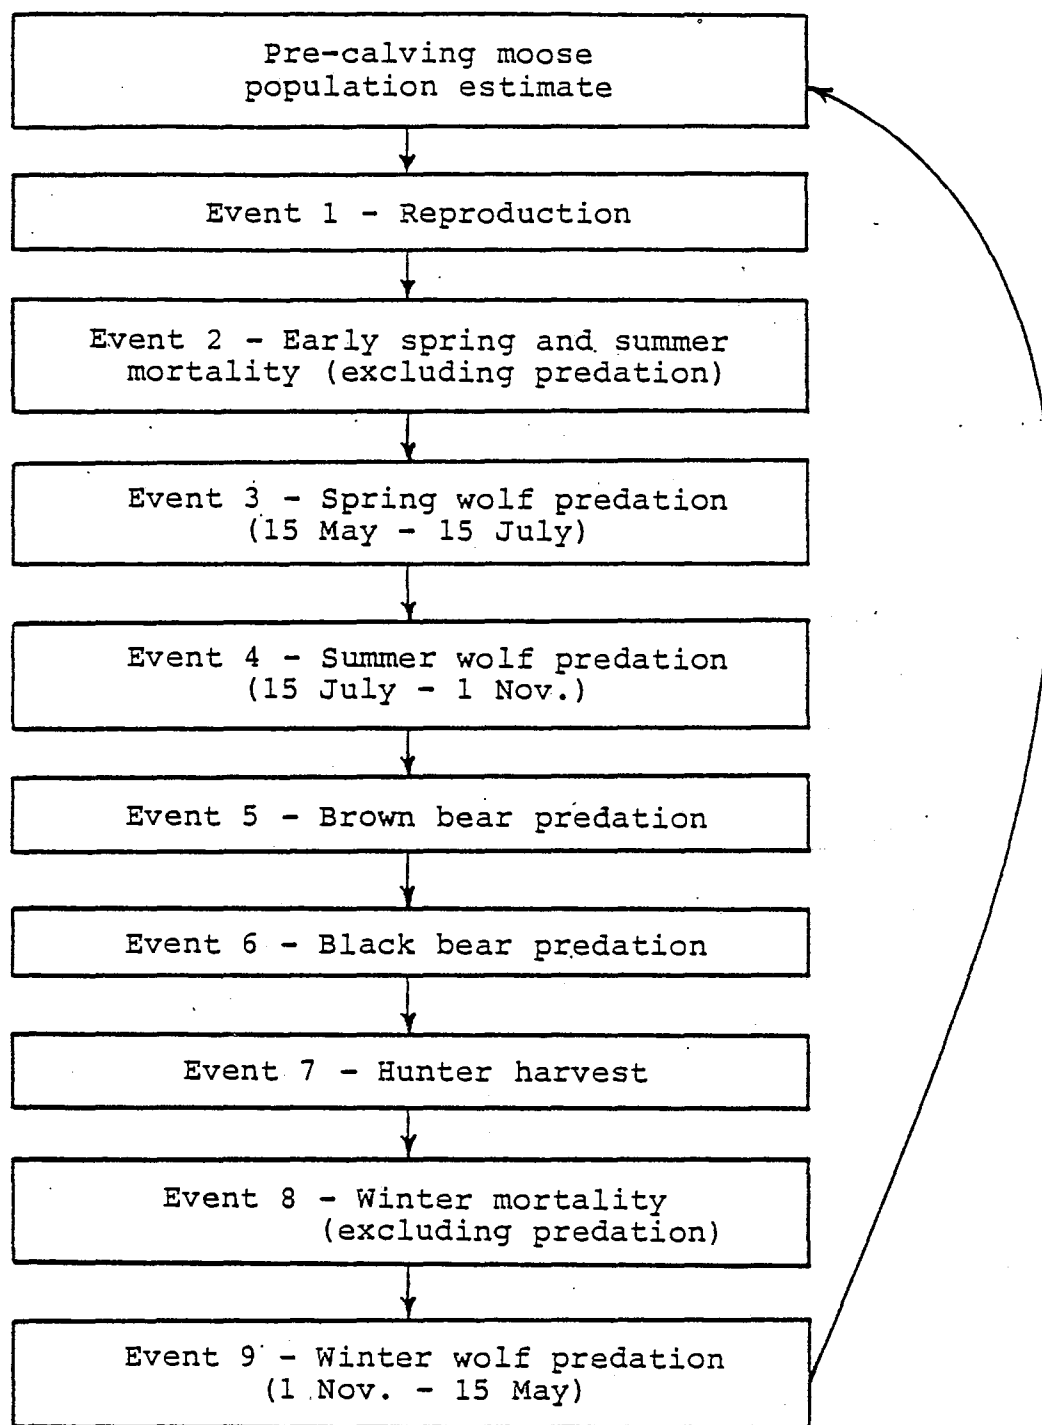 Pre-calving moose
population estimate
Event 1 - Reproduction
Event 2 - Early spring and summer
mortality (excluding predation)
Event 3 - Spring wolf predation
(15 May - 15 July)
Event 4 - Summer wolf predation
(15 July - 1 Nov.)
Event 5 - Brown bear predation
Event 6 - Black bear predation
Event 7 - Hunter harvest
Event 8 - Winter mortality
(excluding predation)
Event 9 - Winter wolf predation
(1 Nov. - 15 May)